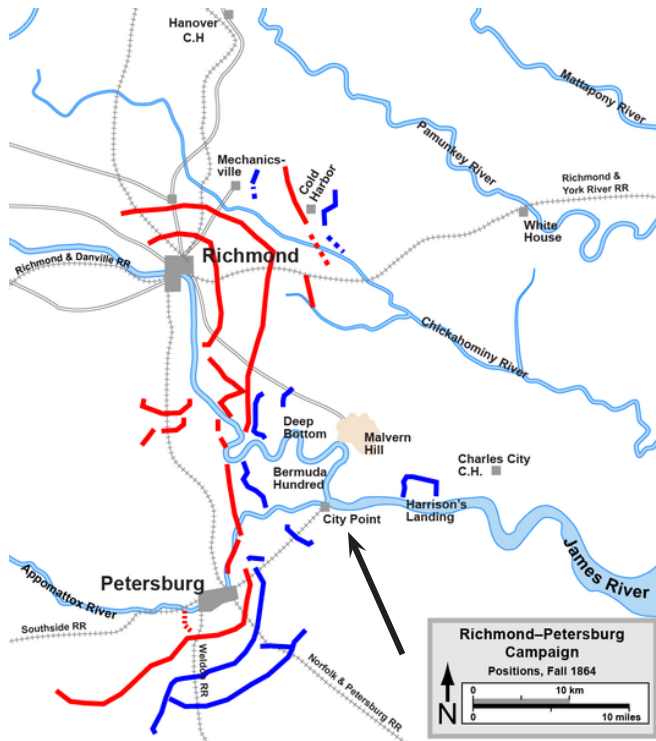 Hanover
C.H
Mattapony River
Pamunkey River
Mechanics-
ville
Cold
Harbor
Richmond &
York River RR
White
House
Richmond
Richmond & Danville RR
Chickahominy River
Deep
Bottom
Malvern
Hill
Charles City
C.H.
Bermuda
Hundred
City Point
Harrison's
Landing
James River
Petersburg
Appomattox River
Southside RR
Weldon RR
Norfolk & Petersburg RR
Richmond–Petersburg
Campaign
Positions, Fall 1864
N
0 10 km
0 10 miles